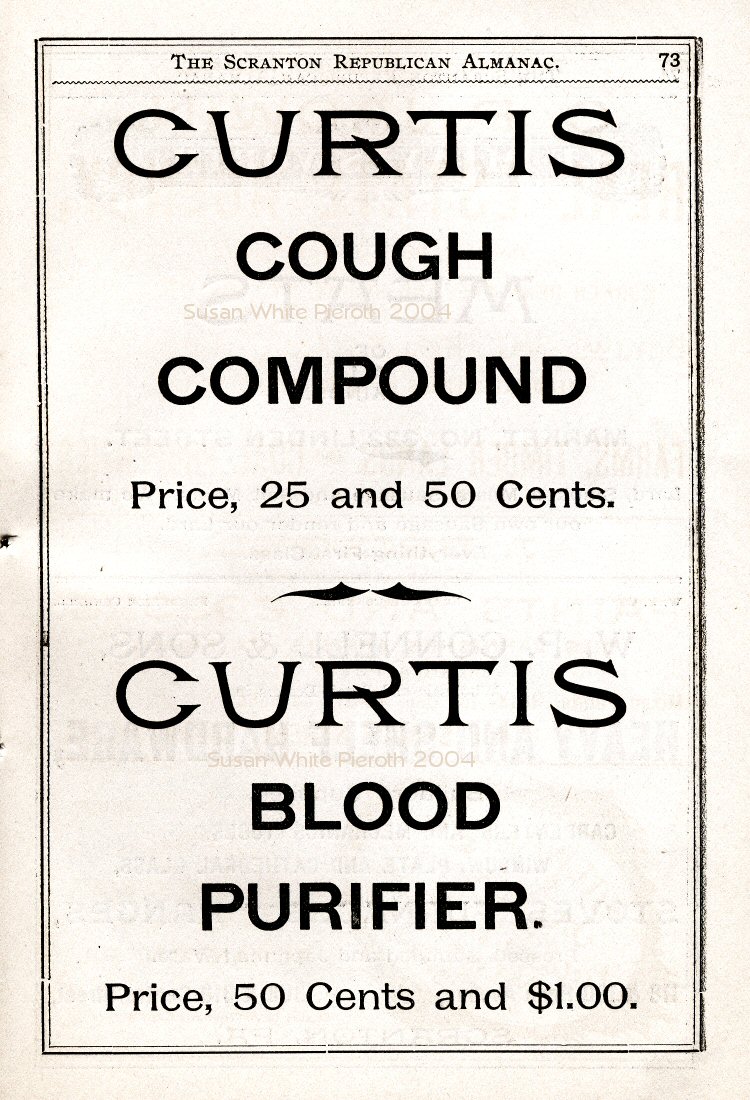 THE SCRANTON REPUBLICAN ALMANAC. 73
CURTIS
COUGH
Susan White Pieroth 2004
COMPOUND
Price, 25 and 50 Cents.
CURTIS
Susan White Pieroth 2004
BLOOD
PURIFIER.
Price, 50 Cents and $1.00.